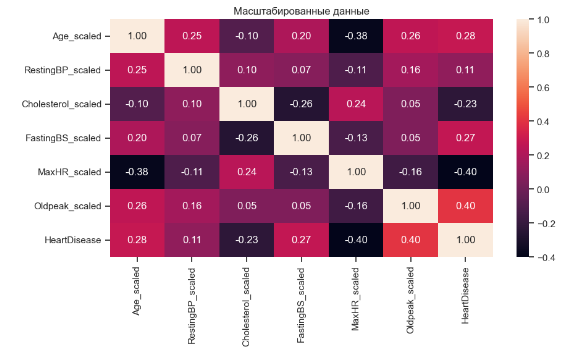 Масштабированные данные
Age_scaled 1.00 0.25 -0.10 0.20 -0.38 0.26 0.28
RestingBP_scaled 0.25 1.00 0.10 0.07 -0.11 0.16 0.11
Cholesterol_scaled -0.10 0.10 1.00 -0.26 0.24 0.05 -0.23
FastingBS_scaled 0.20 0.07 -0.26 1.00 -0.13 0.05 0.27
MaxHR_scaled -0.38 -0.11 0.24 -0.13 1.00 -0.16 -0.40
Oldpeak_scaled 0.26 0.16 0.05 0.05 -0.16 1.00 0.40
HeartDisease 0.28 0.11 -0.23 0.27 -0.40 0.40 1.00
Age_scaled
RestingBP_scaled
Cholesterol_scaled
FastingBS_scaled
MaxHR_scaled
Oldpeak_scaled
HeartDisease
1.0
0.8
0.6
0.4
0.2
0.0
−0.2
−0.4